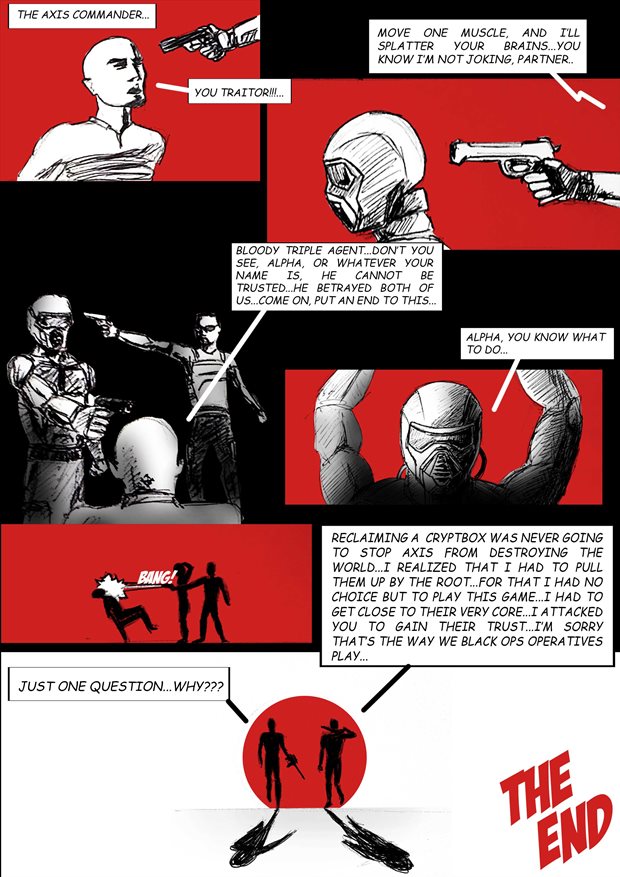 THE AXIS COMMANDER...
YOU TRAITOR!!!...
MOVE ONE MUSCLE, AND I'LL
SPLATTER YOUR BRAINS...YOU
KNOW I'M NOT JOKING, PARTNER..
BLOODY TRIPLE AGENT...DON'T YOU
SEE, ALPHA, OR WHATEVER YOUR
NAME IS, HE CANNOT BE
TRUSTED...HE BETRAYED BOTH OF
US...COME ON, PUT AN END TO THIS...
ALPHA, YOU KNOW WHAT
TO DO...
BANG!
RECLAIMING A CRYPTBOX WAS NEVER GOING
TO STOP AXIS FROM DESTROYING THE
WORLD...I REALIZED THAT I HAD TO PULL
THEM UP BY THE ROOT...FOR THAT I HAD NO
CHOICE BUT TO PLAY THIS GAME...I HAD TO
GET CLOSE TO THEIR VERY CORE...I ATTACKED
YOU TO GAIN THEIR TRUST...I'M SORRY
THAT'S THE WAY WE BLACK OPS OPERATIVES
PLAY...
JUST ONE QUESTION...WHY???
THE
END